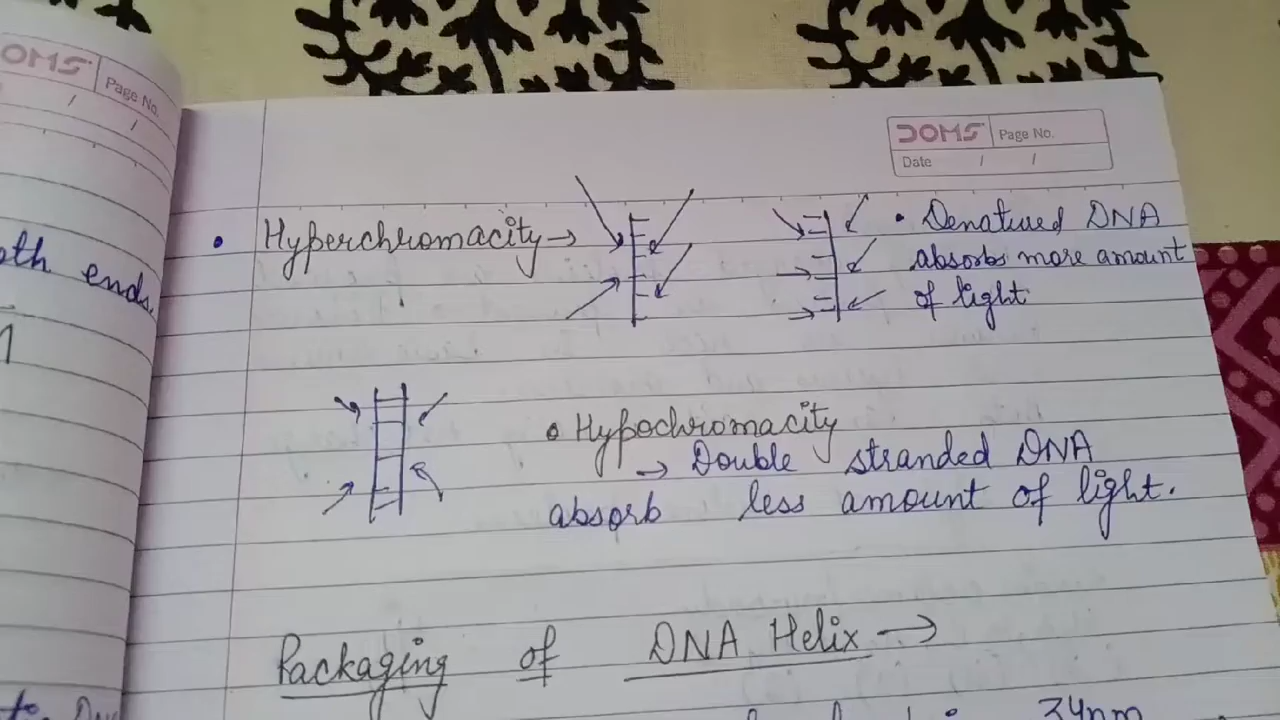 DOMS Page No.
DOMS Page No.
Date / /
• Hyperchromacity → • Denatured DNA
absorbs more amount
of light
ends,
• Hypochromacity
→ Double stranded DNA
absorb less amount of light.
Packaging of DNA Helix →
34nm